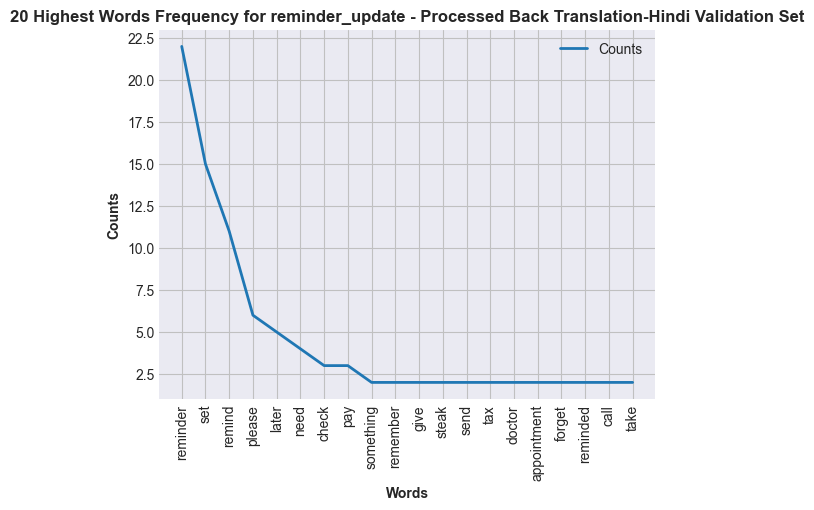 20 Highest Words Frequency for reminder_update - Processed Back Translation-Hindi Validation Set
Counts
22.5
20.0
17.5
15.0
12.5
10.0
7.5
5.0
2.5
Counts
reminder
set
remind
please
later
need
check
pay
something
remember
give
steak
send
tax
doctor
appointment
forget
reminded
call
take
Words